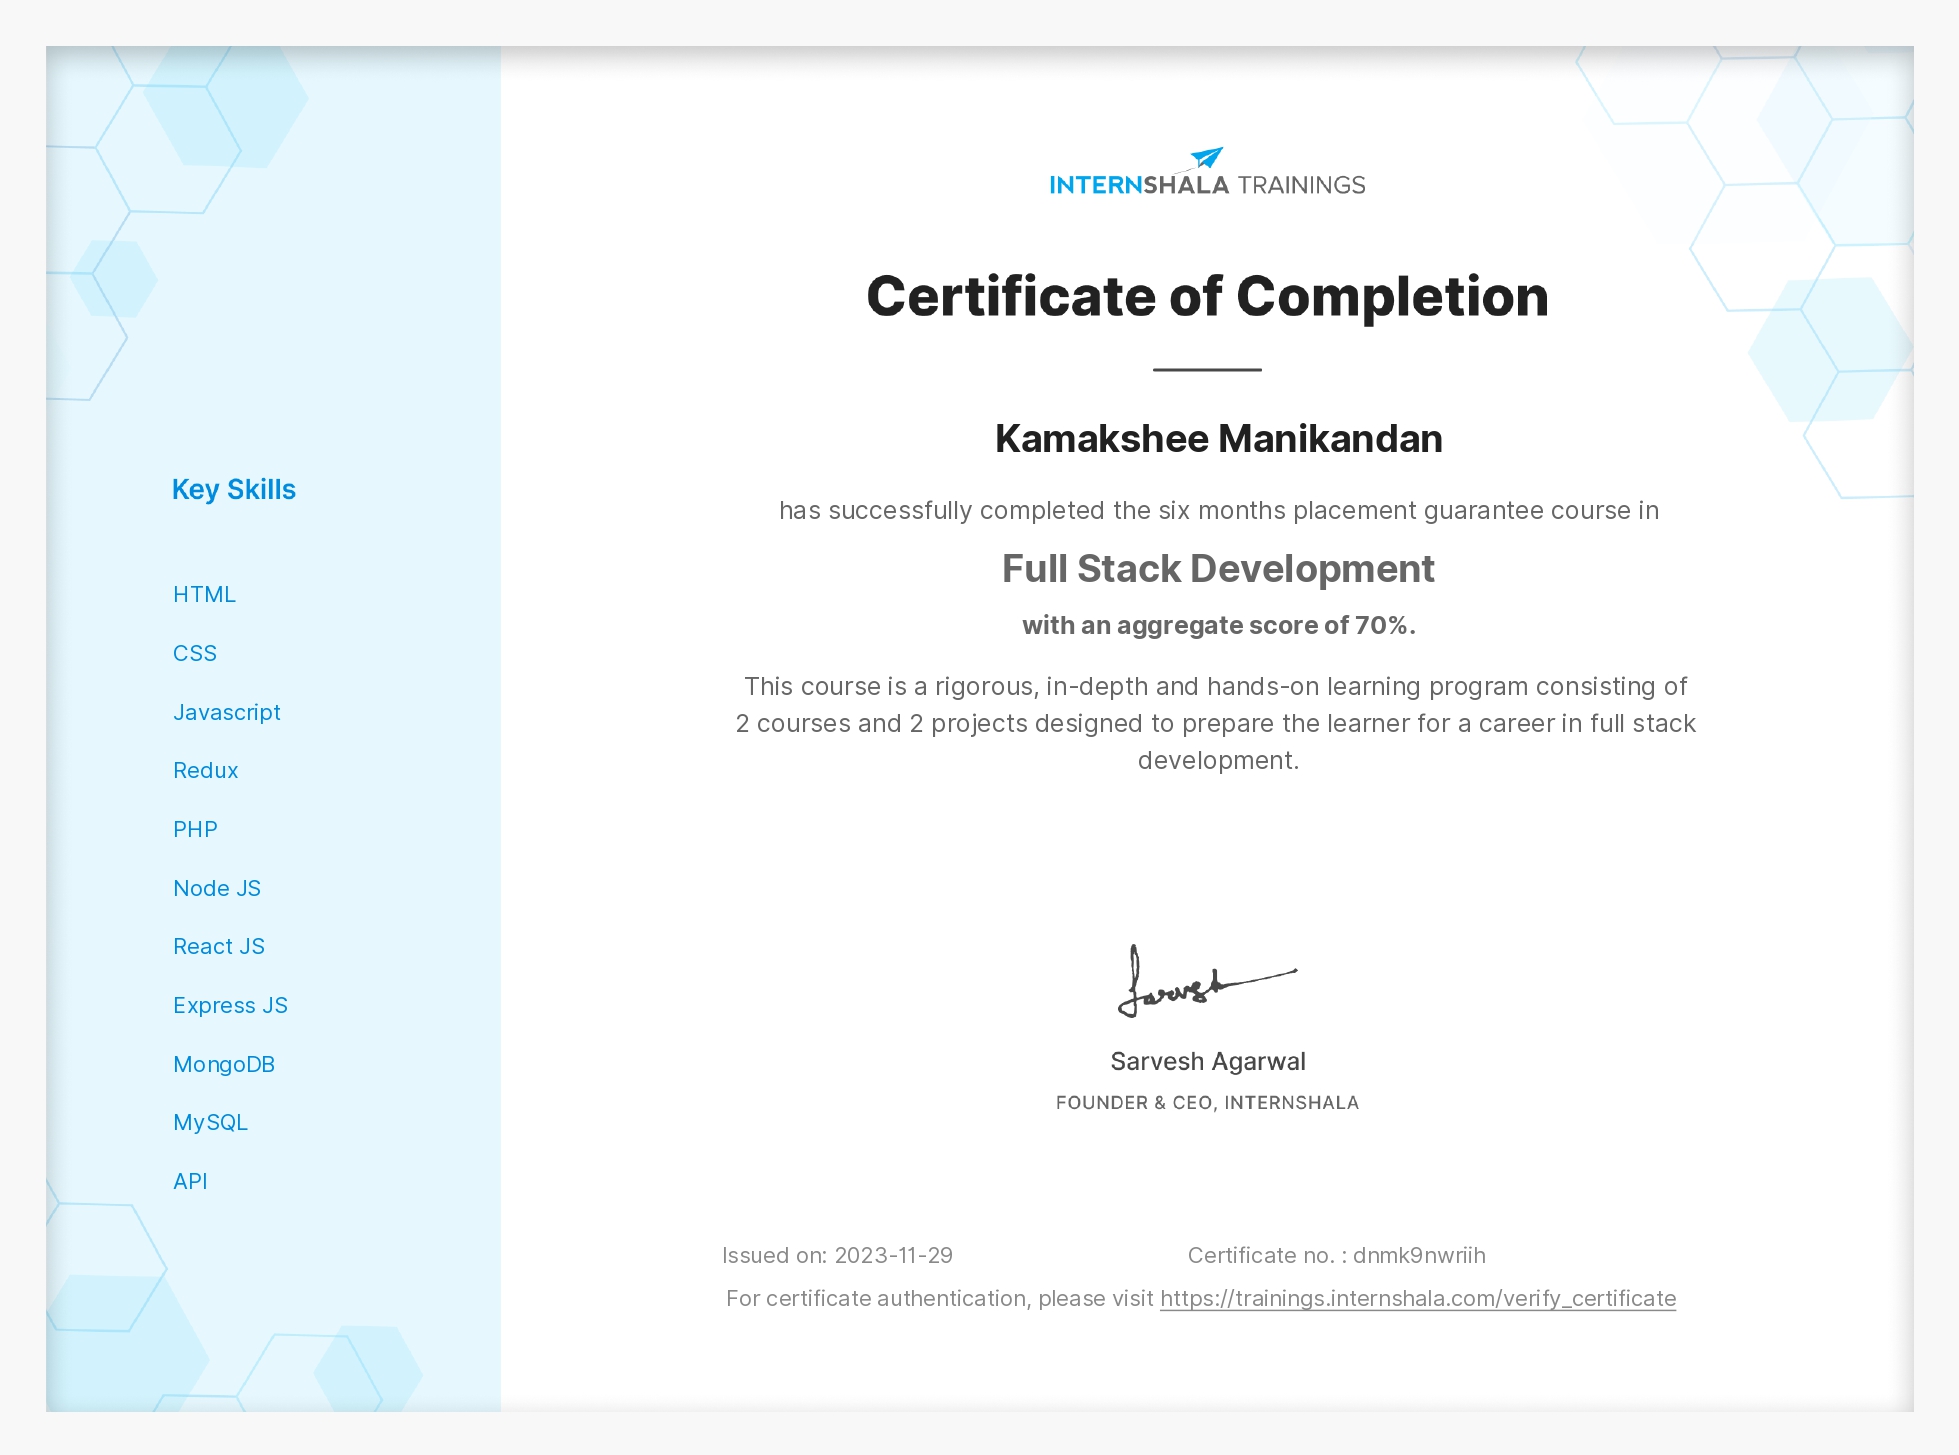 Key Skills
HTML
CSS
Javascript
Redux
PHP
Node JS
React JS
Express JS
MongoDB
MySQL
API
INTERNSHALA TRAININGS
Certificate of Completion
Kamakshee Manikandan
has successfully completed the six months placement guarantee course in
Full Stack Development
with an aggregate score of 70%.
This course is a rigorous, in-depth and hands-on learning program consisting of
2 courses and 2 projects designed to prepare the learner for a career in full stack
development.
Sarvesh
Sarvesh Agarwal
FOUNDER & CEO, INTERNSHALA
Issued on: 2023-11-29 Certificate no. : dnmk9nwriih
For certificate authentication, please visit https://trainings.internshala.com/verify_certificate